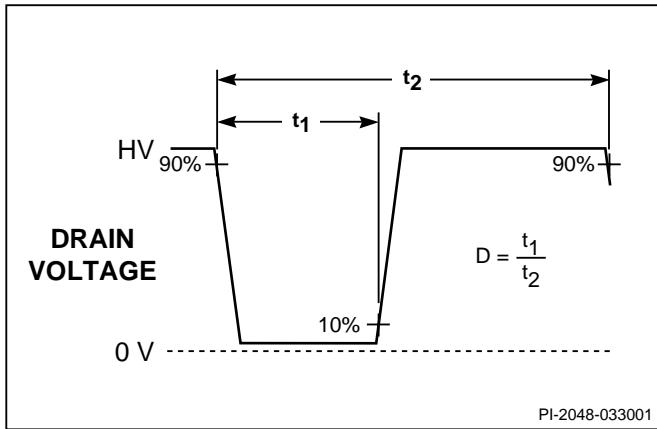 t2
t1
HV
90%
90%
DRAIN
VOLTAGE
D = t1
t2
10%
0 V
PI-2048-033001